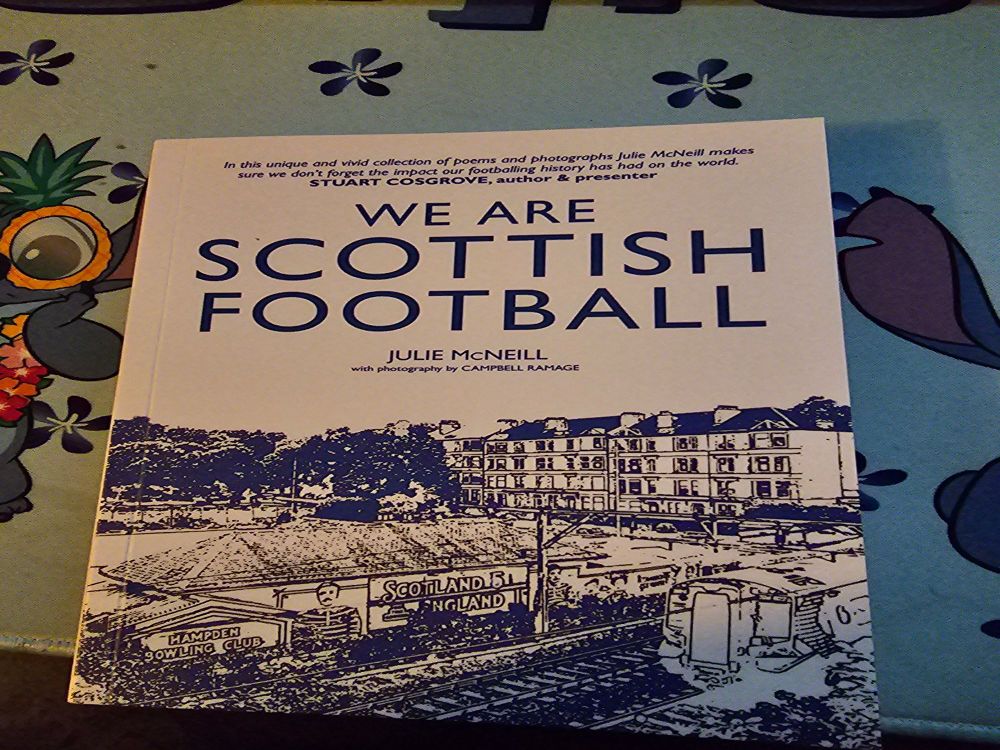 In this unique and vivid collection of poems and photographs Julie McNeill makes
sure we don't forget the impact our footballing history has had on the world.
STUART COSGROVE, author & presenter
WE ARE
SCOTTISH
FOOTBALL
JULIE McNEILL
with photography by CAMPBELL RAMAGE
SCOTLAND 5
ENGLAND
HAMPDEN
BOWLING CLUB